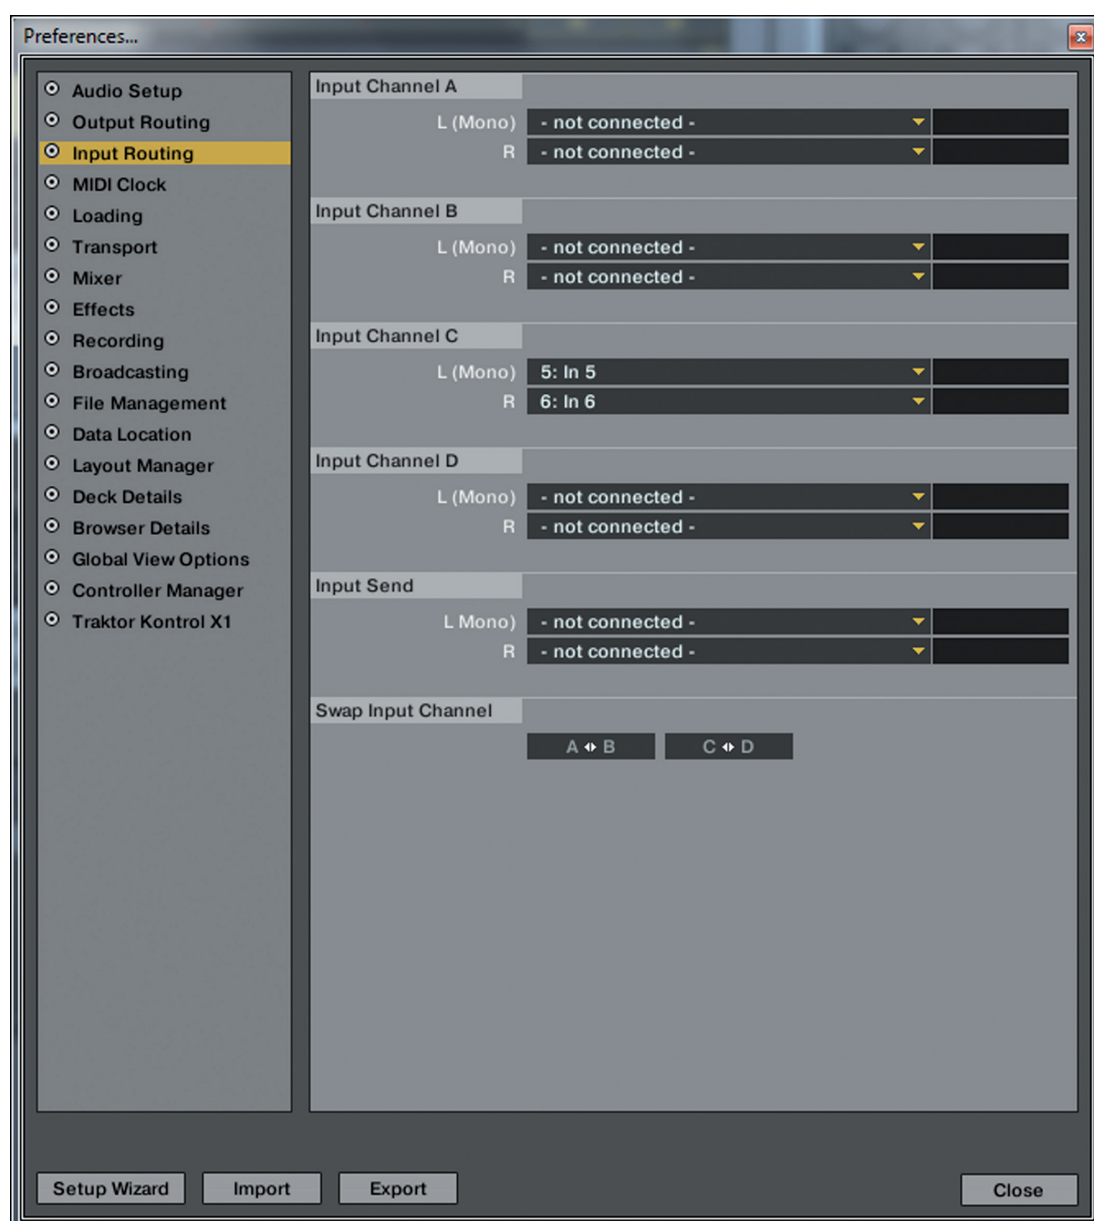 Preferences...
Audio Setup
Output Routing
Input Routing
MIDI Clock
Loading
Transport
Mixer
Effects
Recording
Broadcasting
File Management
Data Location
Layout Manager
Deck Details
Browser Details
Global View Options
Controller Manager
Traktor Kontrol X1
Input Channel A
L (Mono) - not connected -
R - not connected -
Input Channel B
L (Mono) - not connected -
R - not connected -
Input Channel C
L (Mono) 5: In 5
R 6: In 6
Input Channel D
L (Mono) - not connected -
R - not connected -
Input Send
L Mono) - not connected -
R - not connected -
Swap Input Channel
A B C D
Setup Wizard Import Export Close